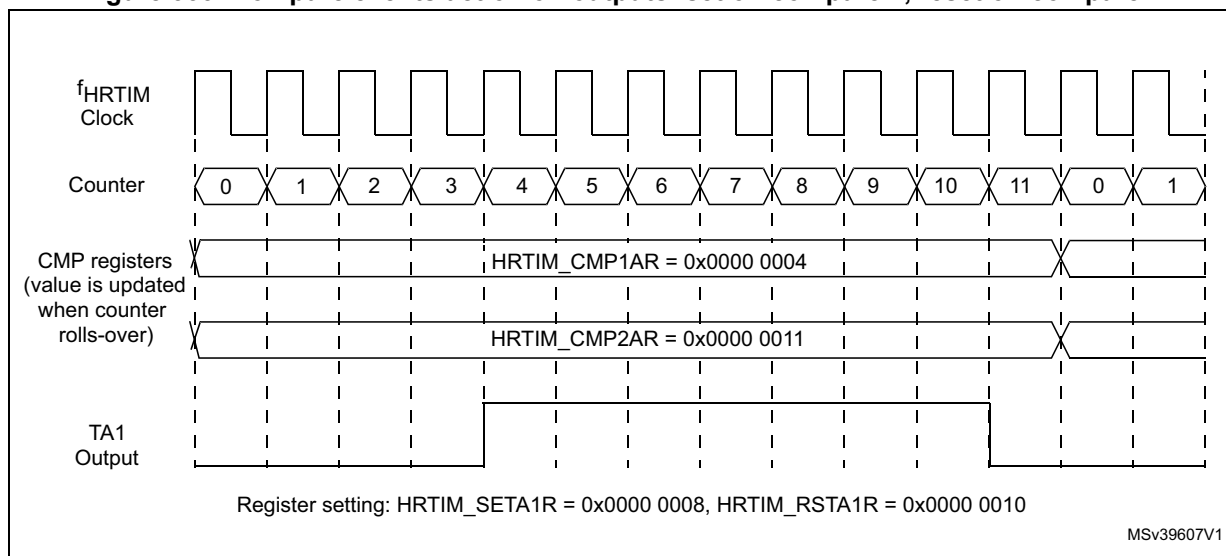 fHRTIM
Clock
Counter
0 1 2 3 4 5 6 7 8 9 10 11 0 1
CMP registers
(value is updated
when counter
rolls-over)
HRTIM_CMP1AR = 0x0000 0004
HRTIM_CMP2AR = 0x0000 0011
TA1
Output
Register setting: HRTIM_SETA1R = 0x0000 0008, HRTIM_RSTA1R = 0x0000 0010
MSv39607V1